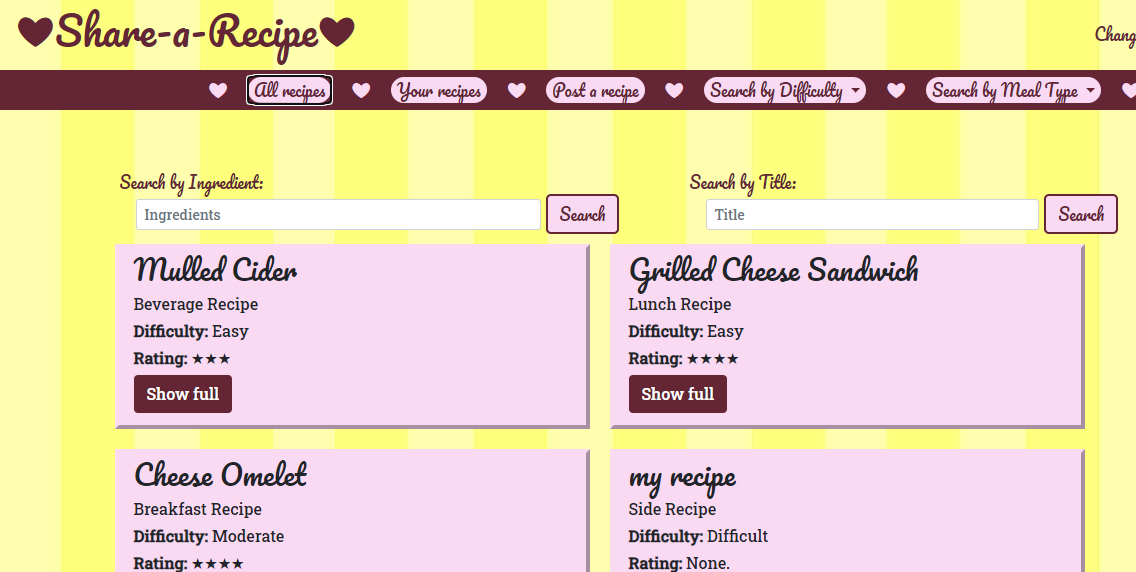 Share-a-Recipe
Chang
All recipes
Your recipes
Post a recipe
Search by Difficulty
Search by Meal Type
Search by Ingredient:
Search by Title:
Ingredients
Search
Title
Search
Mulled Cider
Beverage Recipe
Difficulty: Easy
Rating: ★★★
Show full
Grilled Cheese Sandwich
Lunch Recipe
Difficulty: Easy
Rating: ★★★★
Show full
Cheese Omelet
Breakfast Recipe
Difficulty: Moderate
Rating: ★★★★
my recipe
Side Recipe
Difficulty: Difficult
Rating: None.